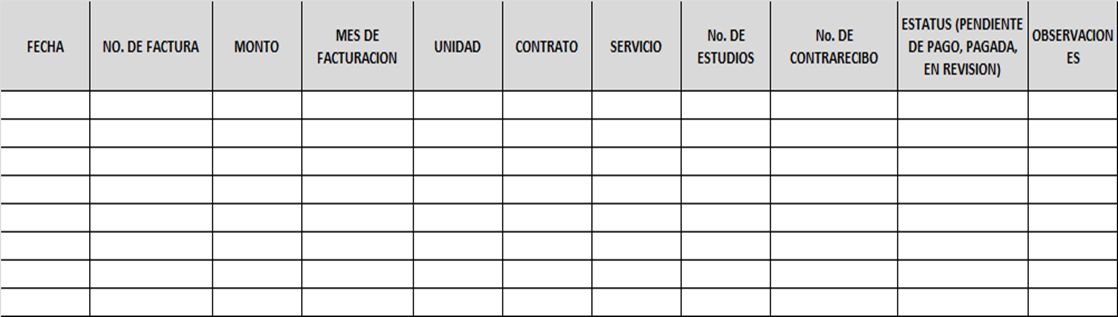 FECHA
NO. DE FACTURA
MONTO
MES DE
FACTURACION
UNIDAD
CONTRATO
SERVICIO
No. DE
ESTUDIOS
No. DE
CONTRARECIBO
ESTATUS (PENDIENTE
DE PAGO, PAGADA,
EN REVISION)
OBSERVACION
ES